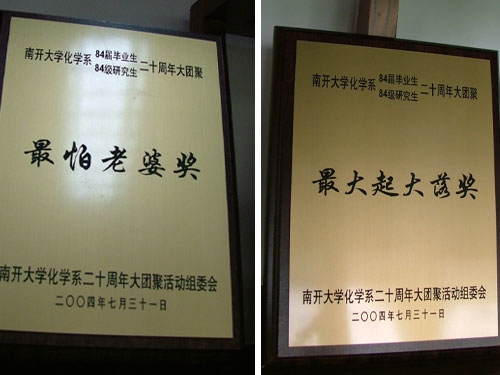 南开大学化学系 84届毕业生 84级研究生 二十周年大团聚
最怕老婆奖
南开大学化学系二十周年大团聚活动组委会
二〇〇四年七月三十一日
南开大学化学系 84届毕业生 84级研究生 二十周年大团聚
最大起大落奖
南开大学化学系二十周年大团聚活动组委会
二〇〇四年七月三十一日